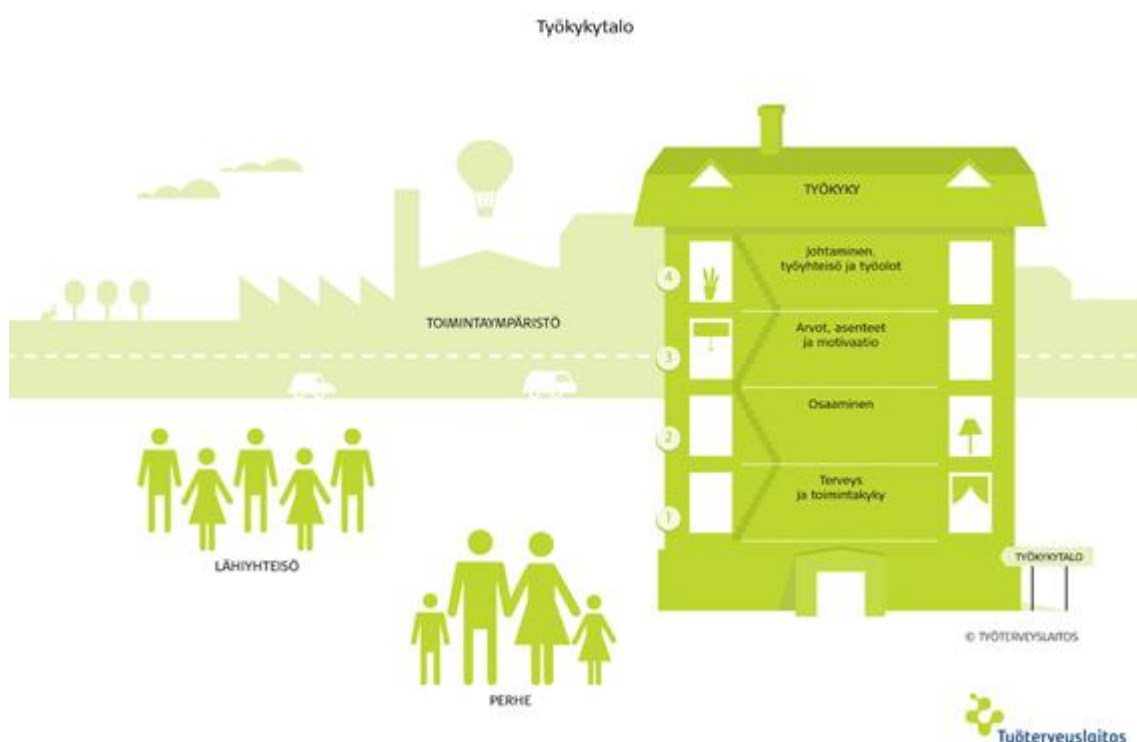 Työkykytalo
TYÖKYKY
4
Johtaminen,
työyhteisö ja työolot
TOIMINTAYMPÄRISTÖ
3
Arvot, asenteet
ja motivaatio
2
Osaaminen
1
Terveys
ja toimintakyky
LÄHIYHTEISÖ
TYÖKYKYTALO
© TYÖTERVEYSLAITOS
PERHE
Työterveyslaitos